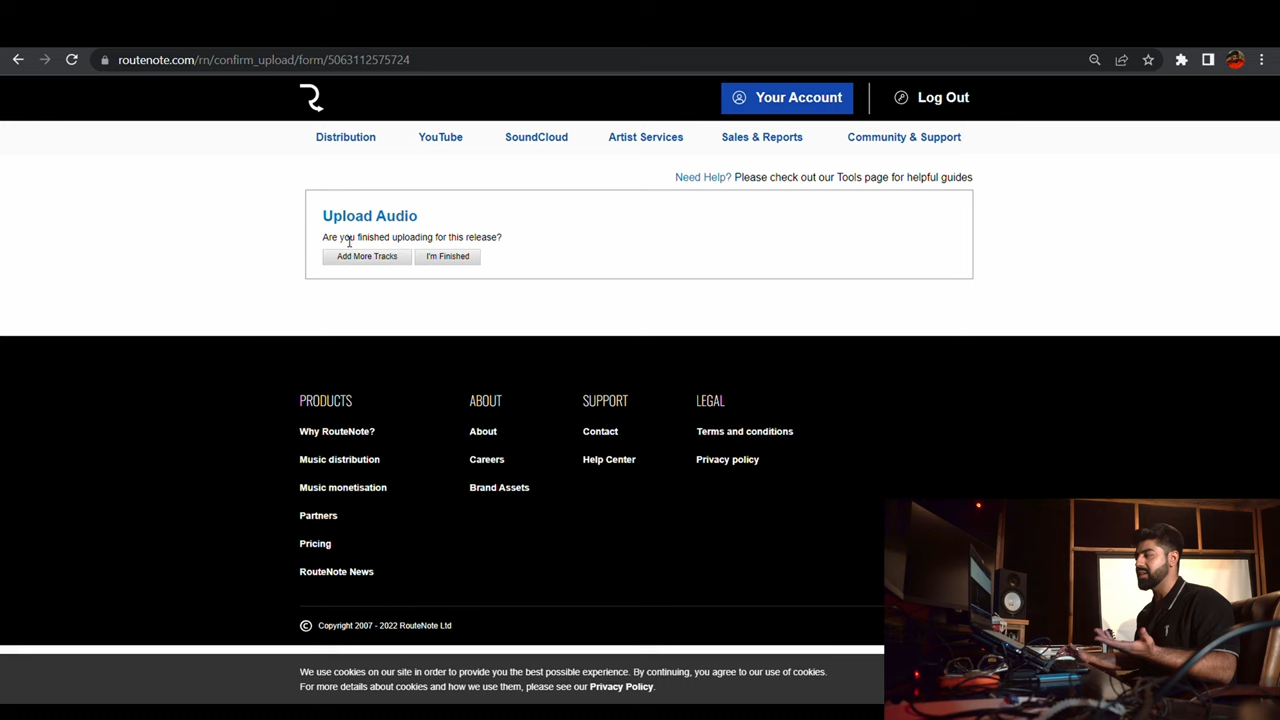 routenote.com/rn/confirm_upload/form/5063112575724
Your Account
Log Out
Distribution
YouTube
SoundCloud
Artist Services
Sales & Reports
Community & Support
Need Help? Please check out our Tools page for helpful guides
Upload Audio
Are you finished uploading for this release?
Add More Tracks
I'm Finished
PRODUCTS
Why RouteNote?
Music distribution
Music monetisation
Partners
Pricing
RouteNote News
ABOUT
About
Careers
Brand Assets
SUPPORT
Contact
Help Center
LEGAL
Terms and conditions
Privacy policy
© Copyright 2007 - 2022 RouteNote Ltd
We use cookies on our site in order to provide you the best possible experience. By continuing, you agree to our use of cookies.
For more details about cookies and how we use them, please see our Privacy Policy.